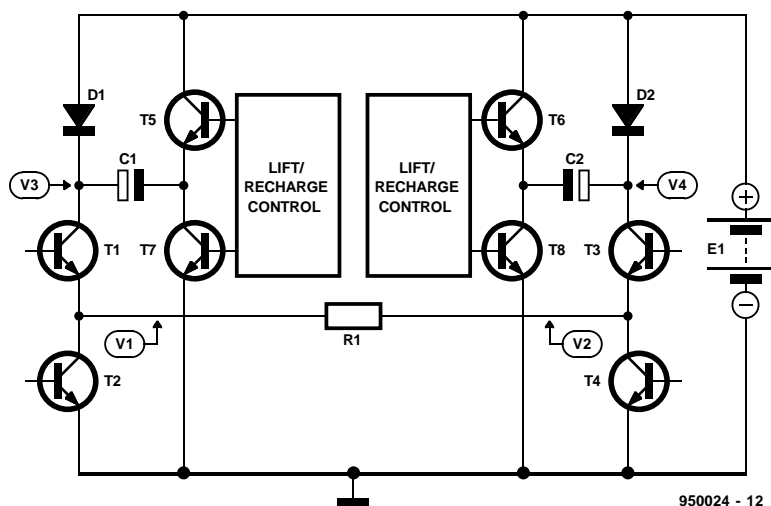 D1
T5
LIFT/
RECHARGE
CONTROL
LIFT/
RECHARGE
CONTROL
T6
D2
C1
C2
V3
V4
+
T1
T7
T8
T3
E1
−
V1
R1
V2
T2
T4
950024 - 12